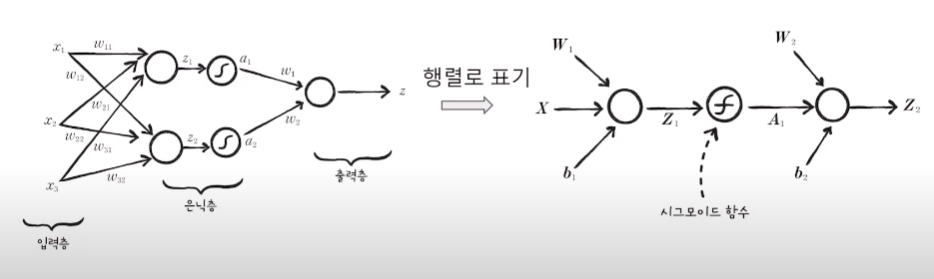 x₁
w₁₁
w₁₂
x₂
w₂₁
w₂₂
x₃
w₃₁
w₃₂
z₁
a₁
z₂
a₂
w₁
w₂
z
입력층
은닉층
출력층
행렬로 표기
W₁
X
b₁
Z₁
A₁
W₂
b₂
Z₂
시그모이드 함수